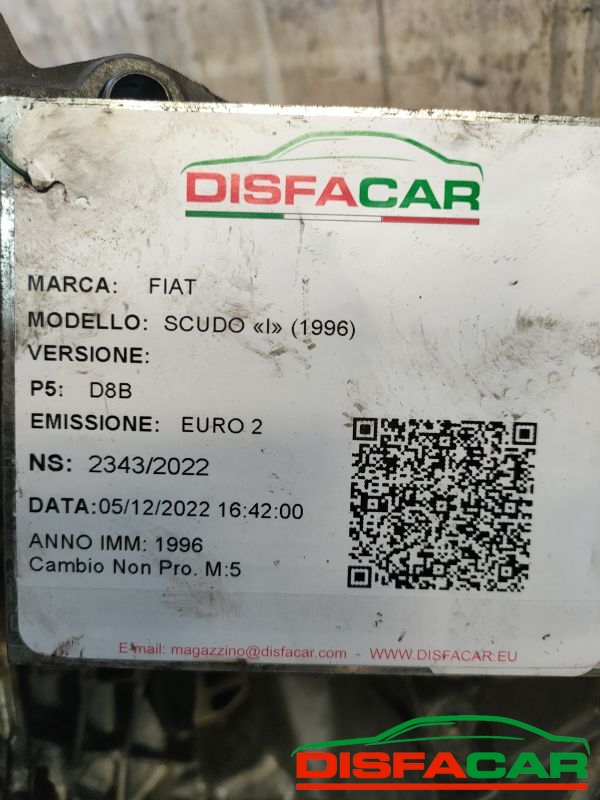 DISFACAR
MARCA: FIAT
MODELLO: SCUDO «I» (1996)
VERSIONE:
P5: D8B
EMISSIONE: EURO 2
NS: 2343/2022
DATA:05/12/2022 16:42:00
ANNO IMM: 1996
Cambio Non Pro. M:5
E-mail: magazzino@disfacar.com - WWW.DISFACAR.EU
DISFACAR